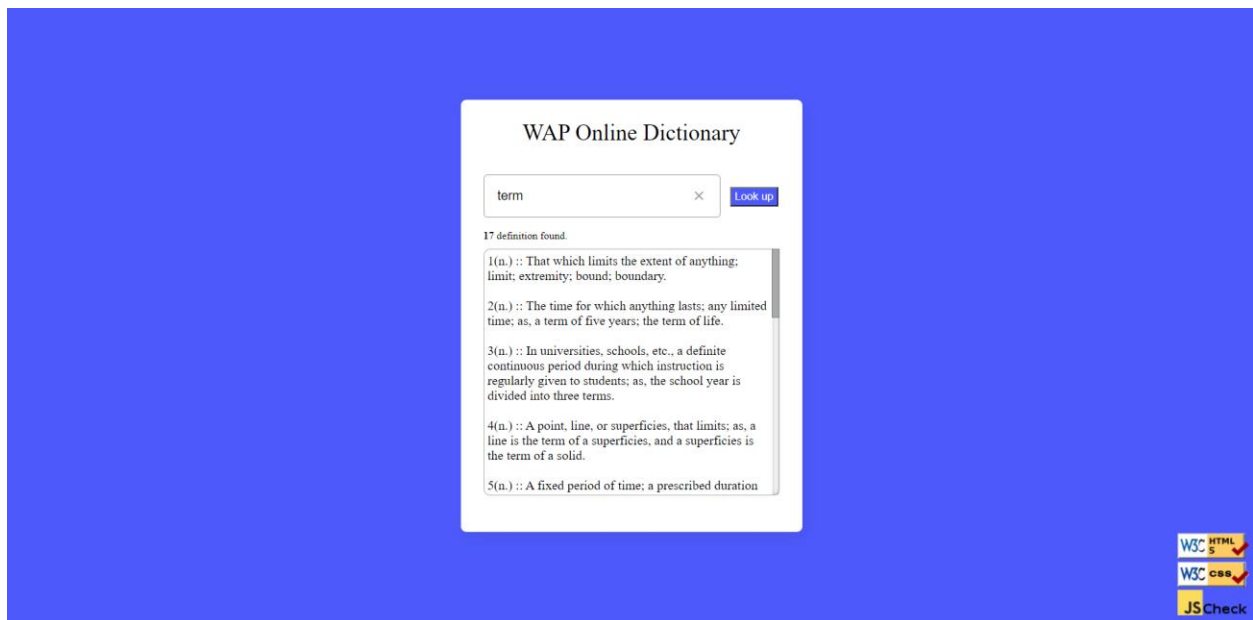 WAP Online Dictionary
term
Look up
17 definition found.
1(n.) :: That which limits the extent of anything;
limit; extremity; bound; boundary.
2(n.) :: The time for which anything lasts; any limited
time; as, a term of five years; the term of life.
3(n.) :: In universities, schools, etc., a definite
continuous period during which instruction is
regularly given to students; as, the school year is
divided into three terms.
4(n.) :: A point, line, or superficies, that limits; as, a
line is the term of a superficies, and a superficies is
the term of a solid.
5(n.) :: A fixed period of time; a prescribed duration
W3C HTML
5
W3C css
JS Check